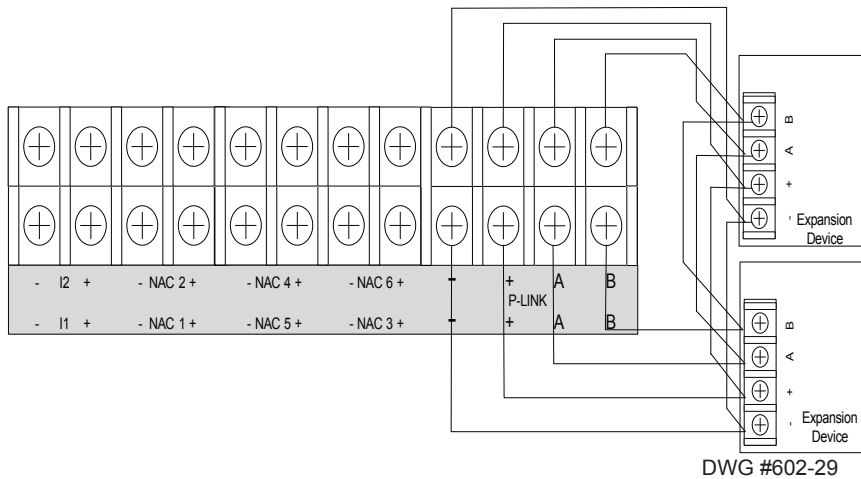 B
A
+
-
Expansion
Device
- I2 + - NAC 2 + - NAC 4 + - NAC 6 + - + A B
P-LINK
- I1 + - NAC 1 + - NAC 5 + - NAC 3 + - + A B
B
A
+
-
Expansion
Device
DWG #602-29